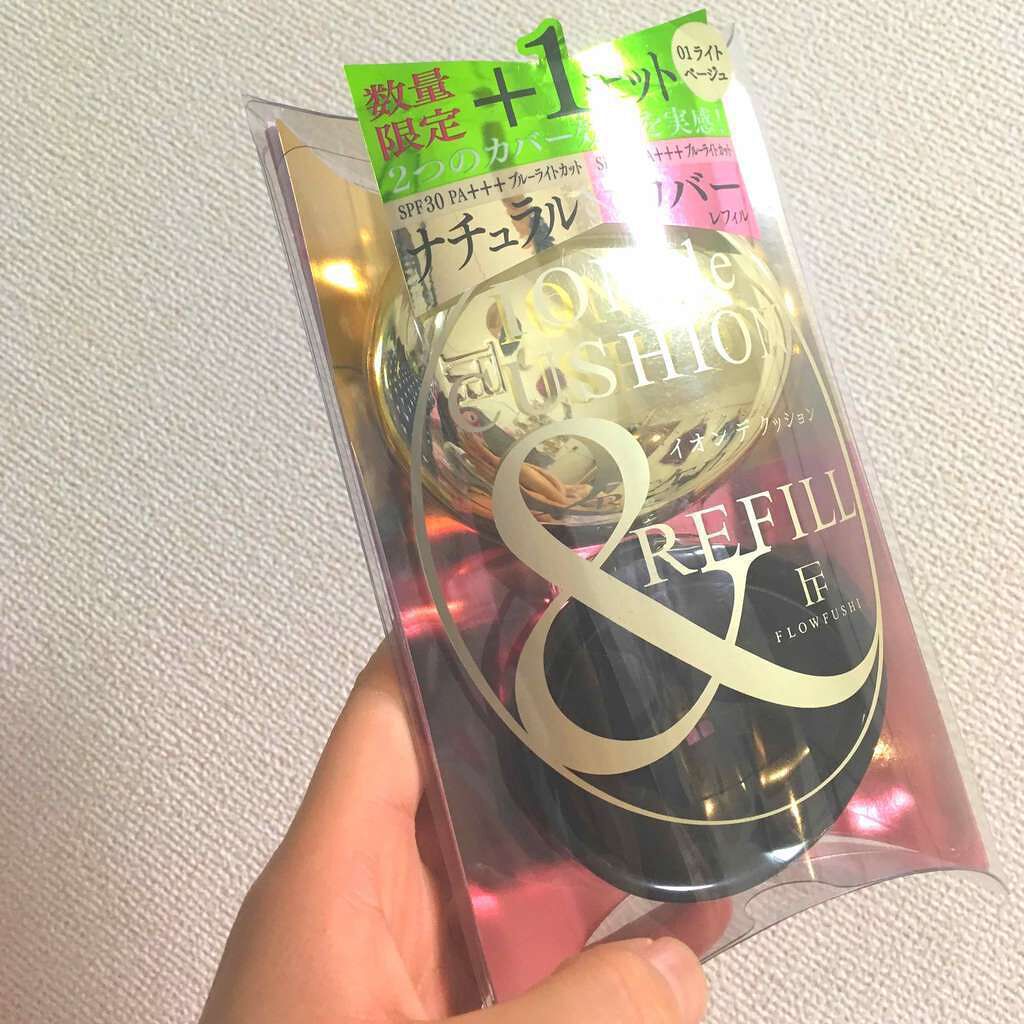 数量
限定
+1
01ライト
ベージュ
2つのカバー
を実感!
SPF30 PA+++ ブルーライトカット
A+++ブルーライトカット
ナチュラル
カバー
レフィル
ION de
CUSHION
イオン デ クッション
&
REFILL
FLOWFUSHI